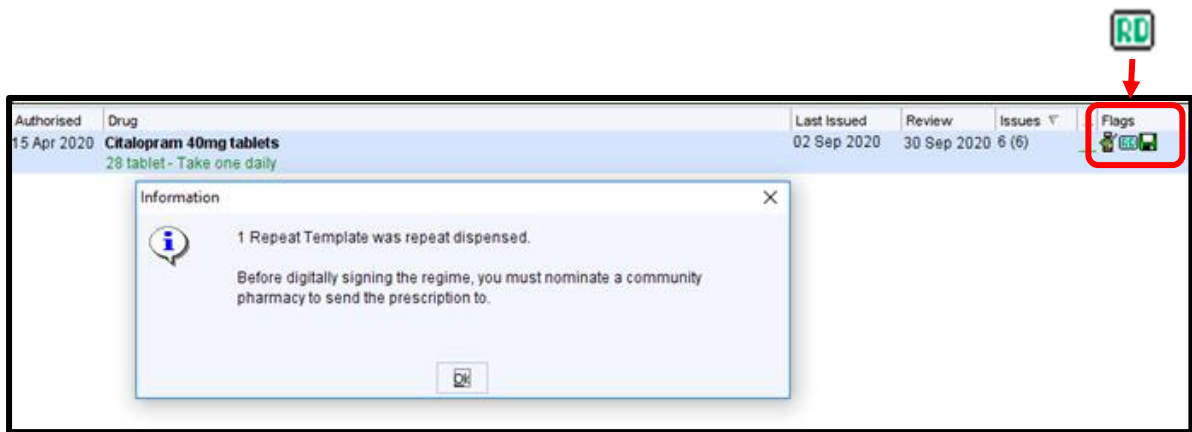 RD
Authorised Drug Last Issued Review Issues Flags
15 Apr 2020 Citalopram 40mg tablets 02 Sep 2020 30 Sep 2020 6 (6)
28 tablet - Take one daily
Information
1 Repeat Template was repeat dispensed.
Before digitally signing the regime, you must nominate a community
pharmacy to send the prescription to.
Ok